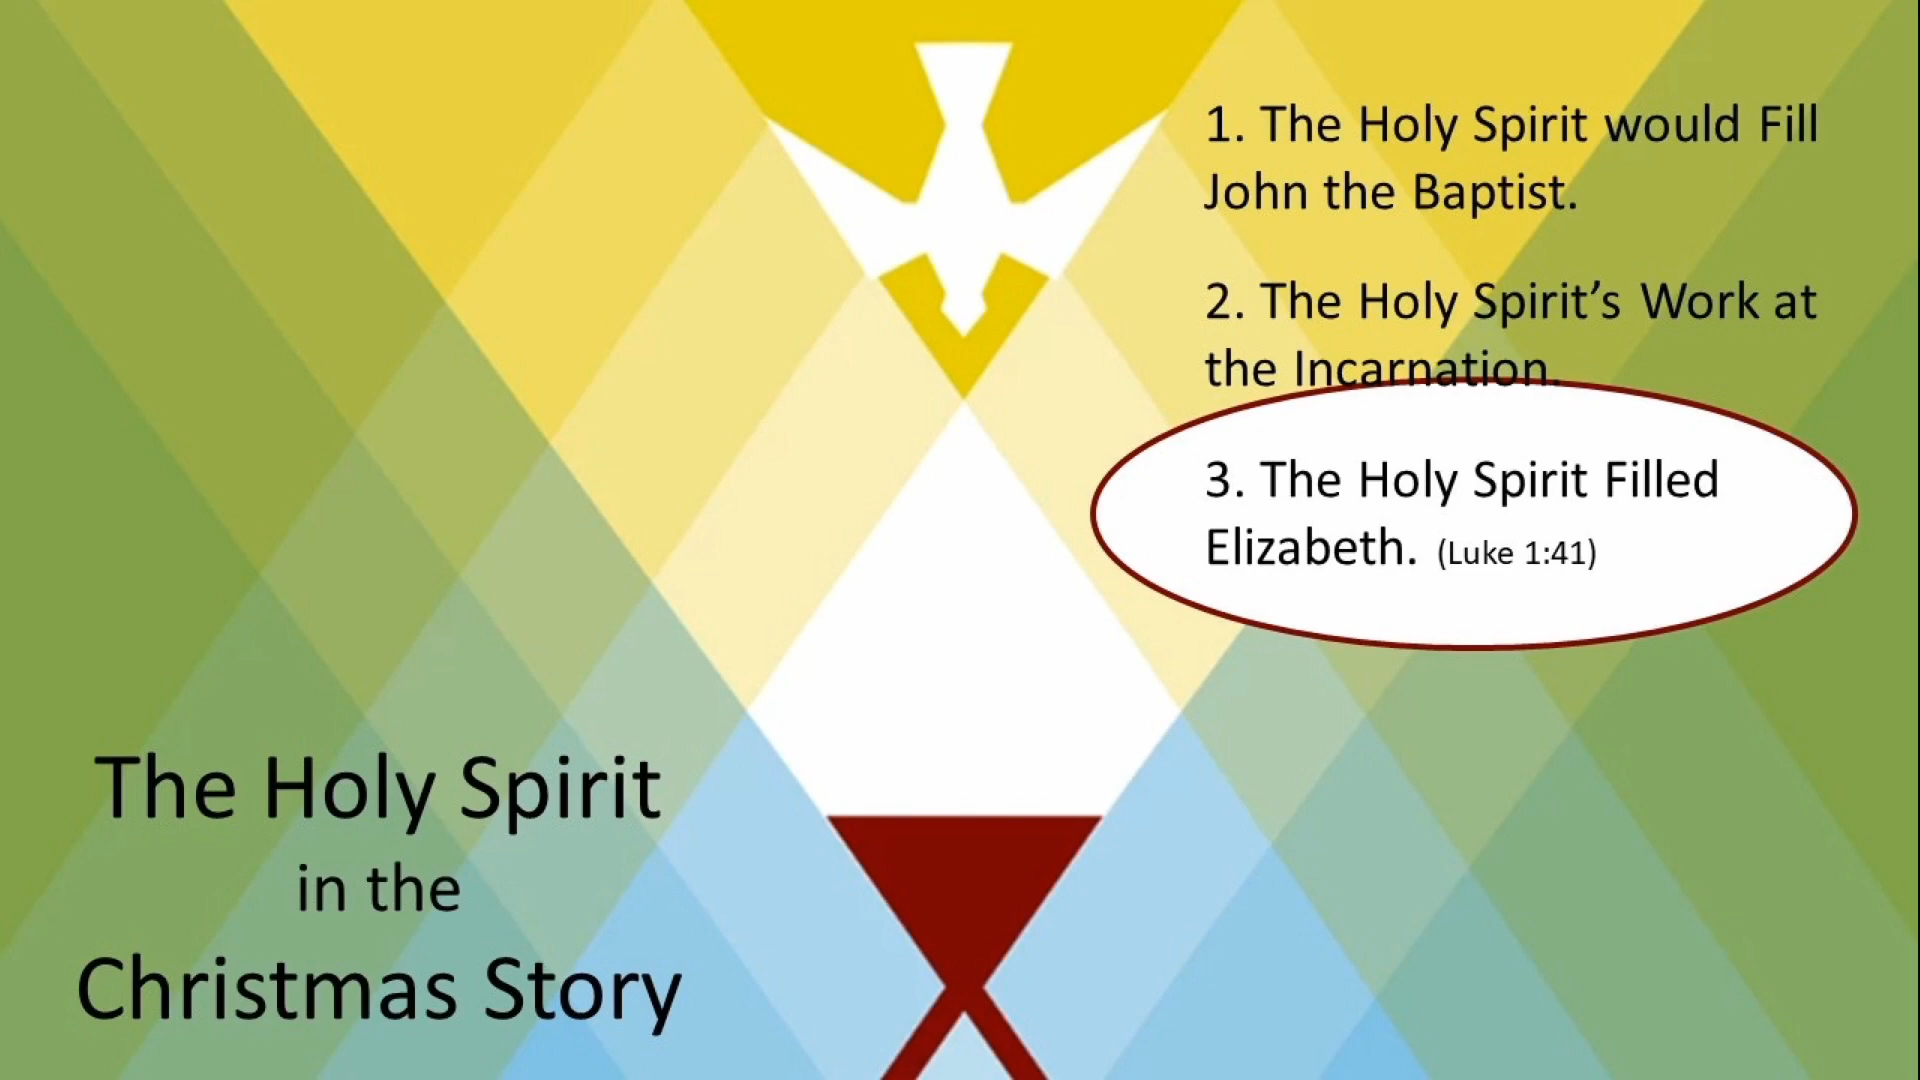 1. The Holy Spirit would Fill
John the Baptist.
2. The Holy Spirit’s Work at
the Incarnation.
3. The Holy Spirit Filled
Elizabeth. (Luke 1:41)
The Holy Spirit
in the
Christmas Story